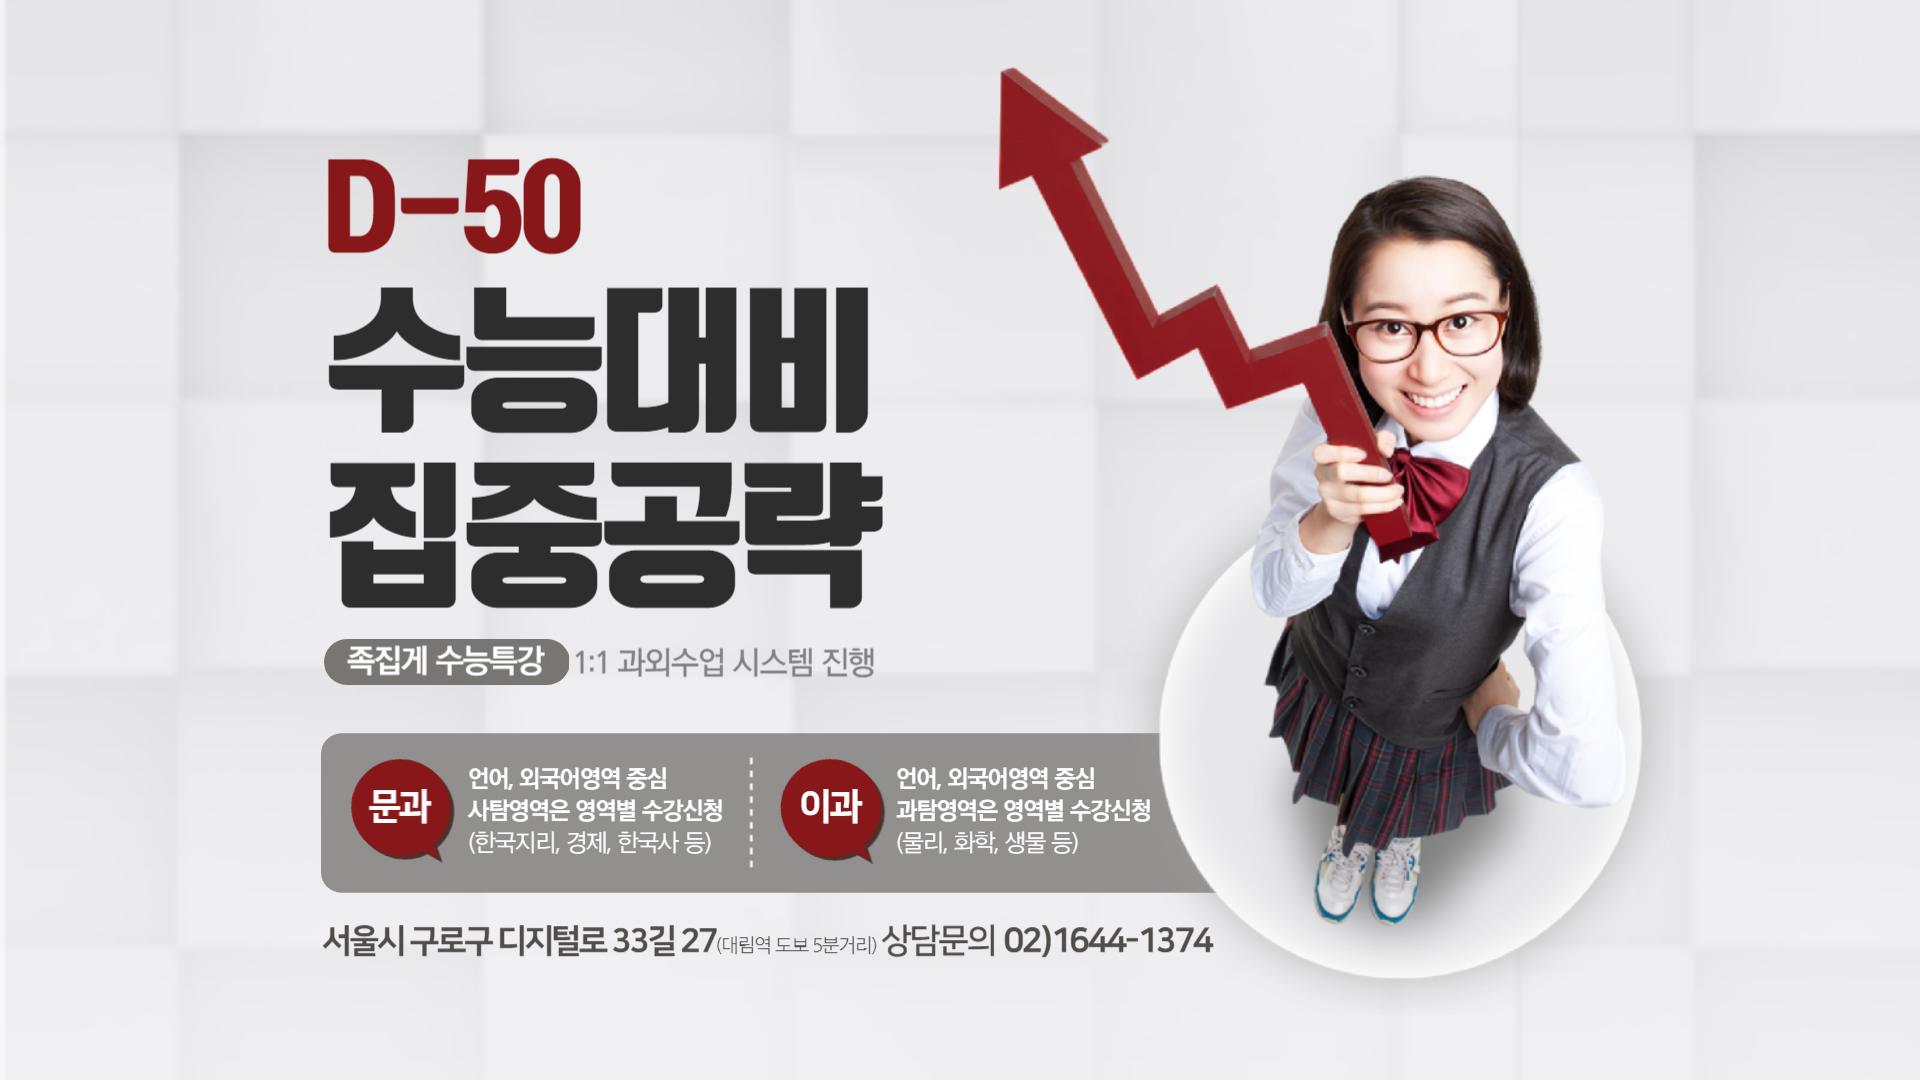 D-50
수능대비
집중공략
족집게 수능특강 1:1 과외수업 시스템 진행
문과
언어, 외국어영역 중심
사탐영역은 영역별 수강신청
(한국지리, 경제, 한국사 등)
이과
언어, 외국어영역 중심
과탐영역은 영역별 수강신청
(물리, 화학, 생물 등)
서울시 구로구 디지털로 33길 27(대림역 도보 5분거리) 상담문의 02)1644-1374